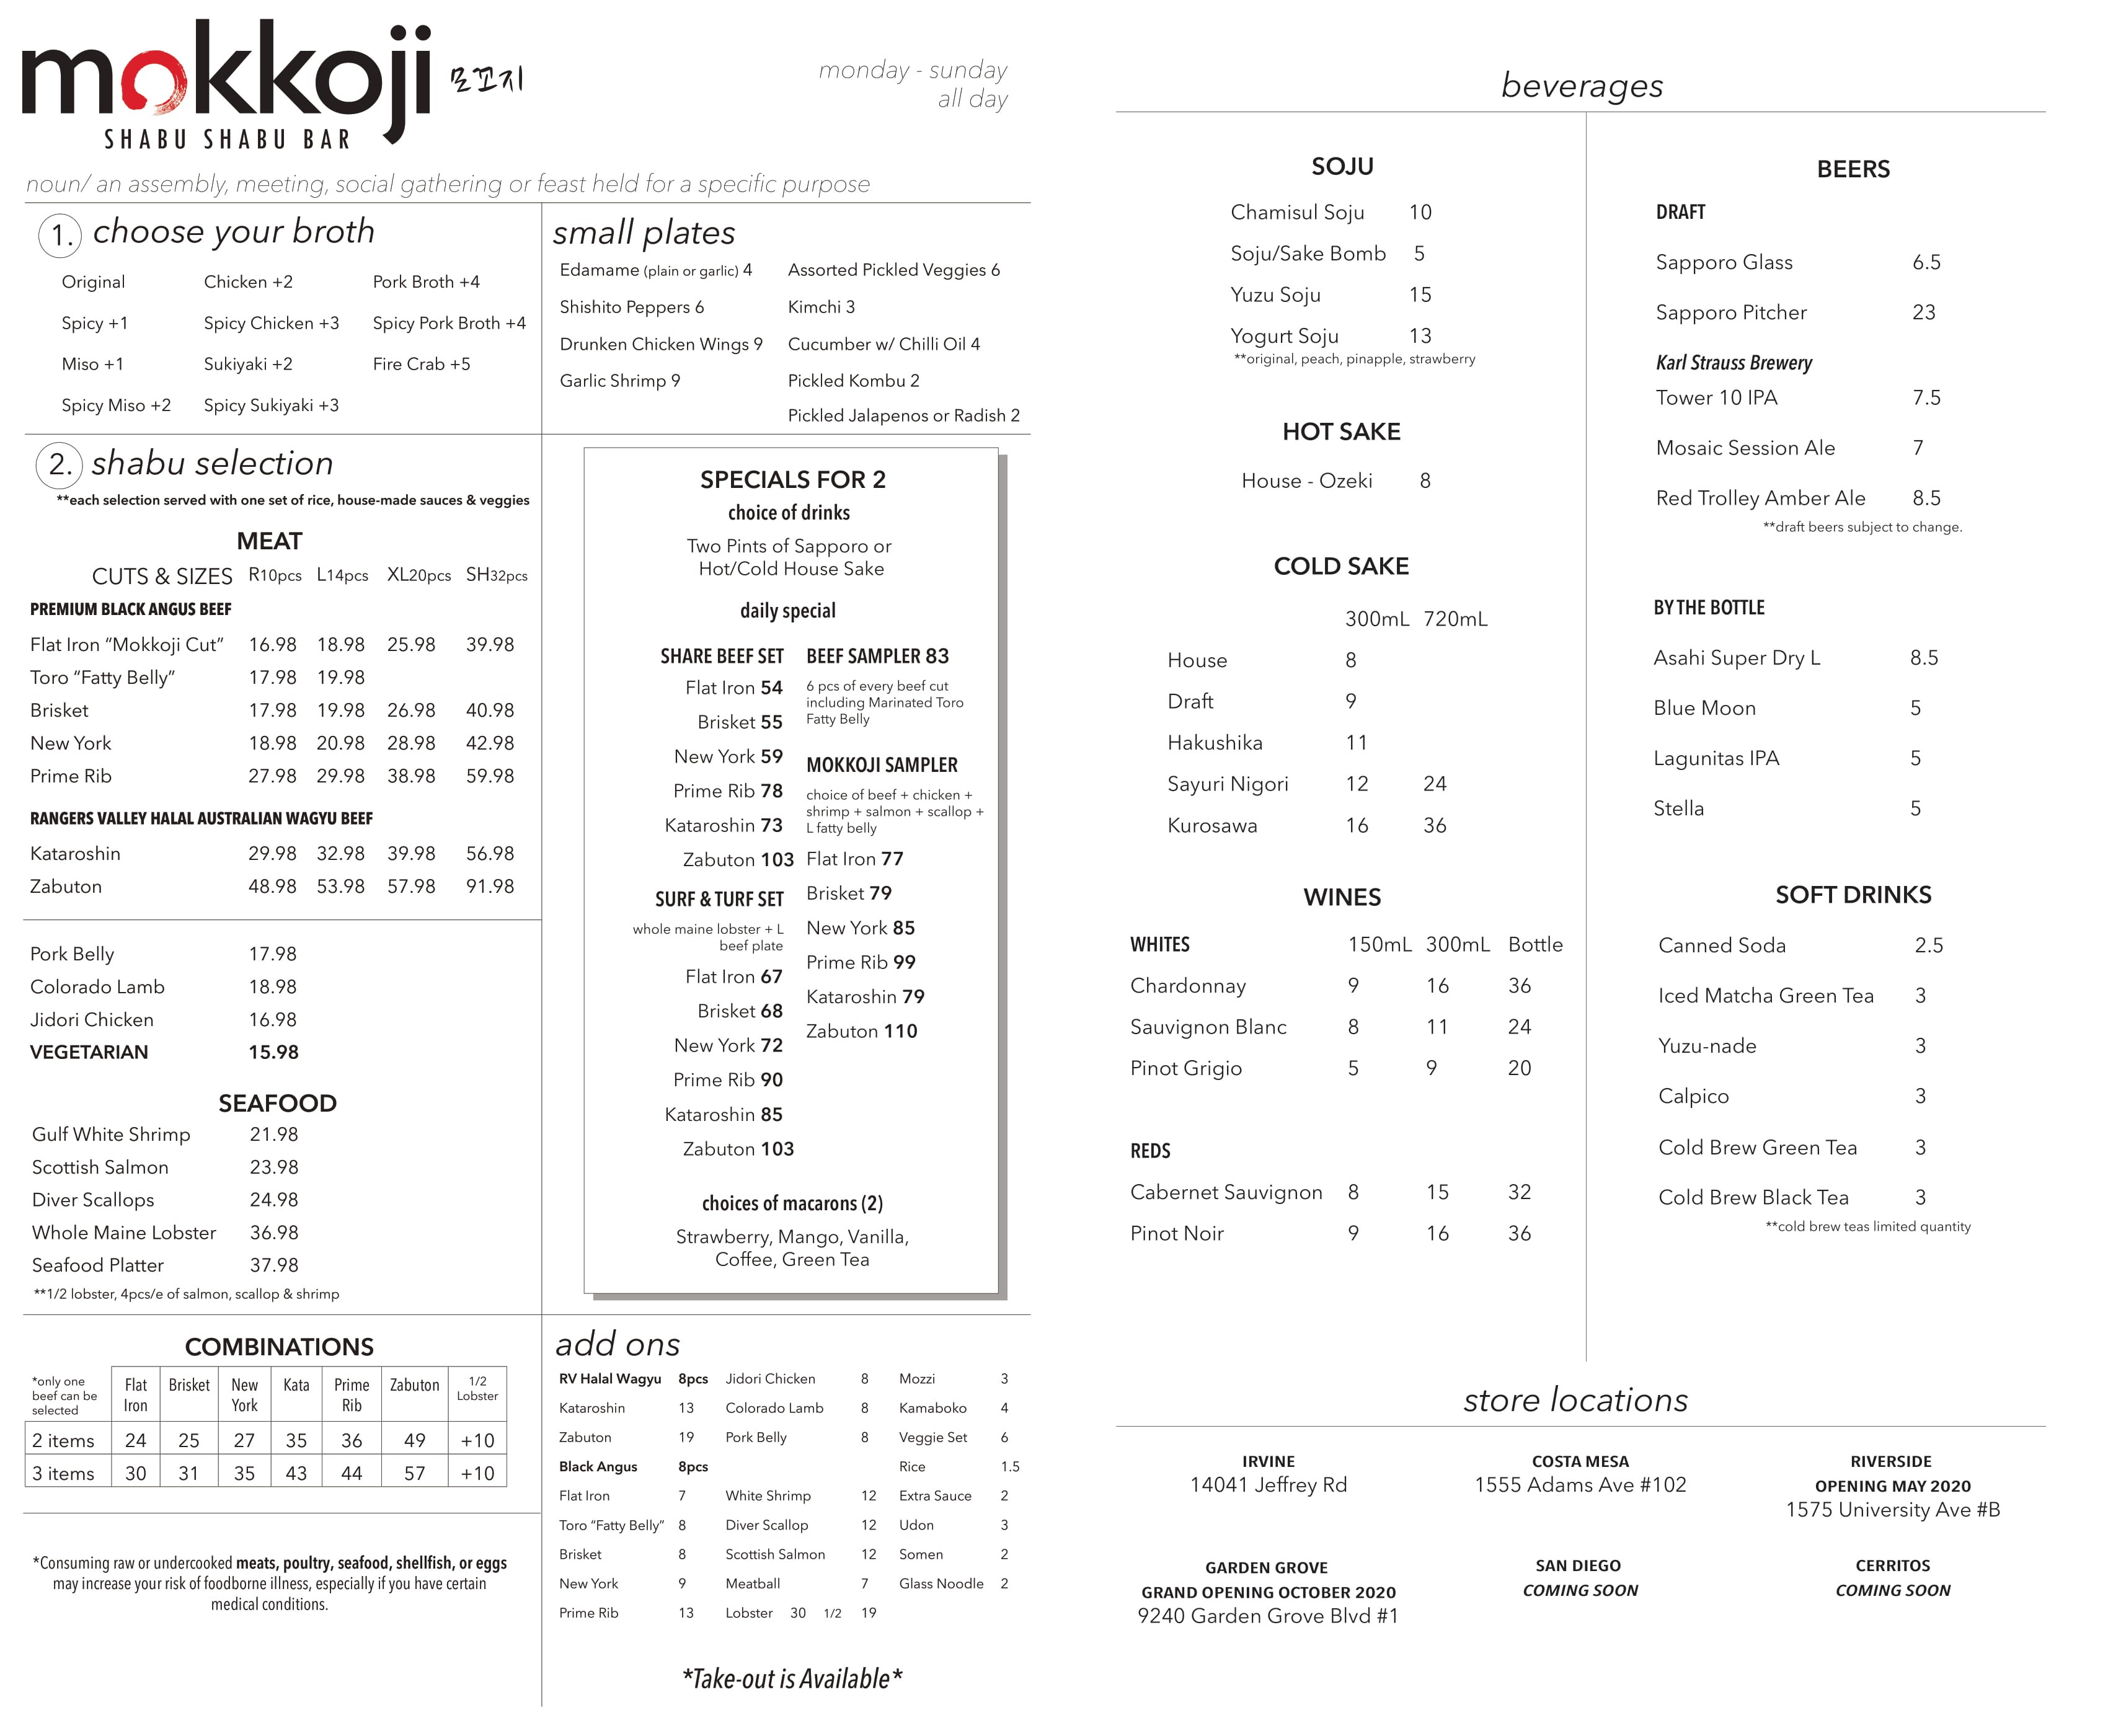 mokkoji 모꼬지
SHABU SHABU BAR
monday - sunday
all day
noun/ an assembly, meeting, social gathering or feast held for a specific purpose
1. choose your broth
Original Chicken +2 Pork Broth +4
Spicy +1 Spicy Chicken +3 Spicy Pork Broth +4
Miso +1 Sukiyaki +2 Fire Crab +5
Spicy Miso +2 Spicy Sukiyaki +3
small plates
Edamame (plain or garlic) 4 Assorted Pickled Veggies 6
Shishito Peppers 6 Kimchi 3
Drunken Chicken Wings 9 Cucumber w/ Chilli Oil 4
Garlic Shrimp 9 Pickled Kombu 2
Pickled Jalapenos or Radish 2
2. shabu selection
**each selection served with one set of rice, house-made sauces & veggies
MEAT
CUTS & SIZES R10pcs L14pcs XL20pcs SH32pcs
PREMIUM BLACK ANGUS BEEF
Flat Iron “Mokkoji Cut” 16.98 18.98 25.98 39.98
Toro “Fatty Belly” 17.98 19.98
Brisket 17.98 19.98 26.98 40.98
New York 18.98 20.98 28.98 42.98
Prime Rib 27.98 29.98 38.98 59.98
RANGERS VALLEY HALAL AUSTRALIAN WAGYU BEEF
Kataroshin 29.98 32.98 39.98 56.98
Zabuton 48.98 53.98 57.98 91.98
Pork Belly 17.98
Colorado Lamb 18.98
Jidori Chicken 16.98
VEGETARIAN 15.98
SEAFOOD
Gulf White Shrimp 21.98
Scottish Salmon 23.98
Diver Scallops 24.98
Whole Maine Lobster 36.98
Seafood Platter 37.98
**1/2 lobster, 4pcs/e of salmon, scallop & shrimp
SPECIALS FOR 2
choice of drinks
Two Pints of Sapporo or
Hot/Cold House Sake
daily special
SHARE BEEF SET
Flat Iron 54
Brisket 55
New York 59
Prime Rib 78
Kataroshin 73
Zabuton 103
SURF & TURF SET
whole maine lobster + L
beef plate
Flat Iron 67
Brisket 68
New York 72
Prime Rib 90
Kataroshin 85
Zabuton 103
BEEF SAMPLER 83
6 pcs of every beef cut
including Marinated Toro
Fatty Belly
MOKKOJI SAMPLER
choice of beef + chicken +
shrimp + salmon + scallop +
L fatty belly
Flat Iron 77
Brisket 79
New York 85
Prime Rib 99
Kataroshin 79
Zabuton 110
choices of macarons (2)
Strawberry, Mango, Vanilla,
Coffee, Green Tea
COMBINATIONS
*only one
beef can be
selected
Flat Iron Brisket New York Kata Prime Rib Zabuton 1/2 Lobster
2 items 24 25 27 35 36 49 +10
3 items 30 31 35 43 44 57 +10
*Consuming raw or undercooked meats, poultry, seafood, shellfish, or eggs
may increase your risk of foodborne illness, especially if you have certain
medical conditions.
add ons
RV Halal Wagyu 8pcs Jidori Chicken 8 Mozzi 3
Kataroshin 13 Colorado Lamb 8 Kamaboko 4
Zabuton 19 Pork Belly 8 Veggie Set 6
Black Angus 8pcs Rice 1.5
Flat Iron 7 White Shrimp 12 Extra Sauce 2
Toro “Fatty Belly” 8 Diver Scallop 12 Udon 3
Brisket 8 Scottish Salmon 12 Somen 2
New York 9 Meatball 7 Glass Noodle 2
Prime Rib 13 Lobster 30 1/2 19
*Take-out is Available*
beverages
SOJU
Chamisul Soju 10
Soju/Sake Bomb 5
Yuzu Soju 15
Yogurt Soju 13
**original, peach, pinapple, strawberry
HOT SAKE
House - Ozeki 8
COLD SAKE
300mL 720mL
House 8
Draft 9
Hakushika 11
Sayuri Nigori 12 24
Kurosawa 16 36
WINES
WHITES 150mL 300mL Bottle
Chardonnay 9 16 36
Sauvignon Blanc 8 11 24
Pinot Grigio 5 9 20
REDS
Cabernet Sauvignon 8 15 32
Pinot Noir 9 16 36
BEERS
DRAFT
Sapporo Glass 6.5
Sapporo Pitcher 23
Karl Strauss Brewery
Tower 10 IPA 7.5
Mosaic Session Ale 7
Red Trolley Amber Ale 8.5
**draft beers subject to change.
BY THE BOTTLE
Asahi Super Dry L 8.5
Blue Moon 5
Lagunitas IPA 5
Stella 5
SOFT DRINKS
Canned Soda 2.5
Iced Matcha Green Tea 3
Yuzu-nade 3
Calpico 3
Cold Brew Green Tea 3
Cold Brew Black Tea 3
**cold brew teas limited quantity
store locations
IRVINE
14041 Jeffrey Rd
COSTA MESA
1555 Adams Ave #102
RIVERSIDE
OPENING MAY 2020
1575 University Ave #B
GARDEN GROVE
GRAND OPENING OCTOBER 2020
9240 Garden Grove Blvd #1
SAN DIEGO
COMING SOON
CERRITOS
COMING SOON